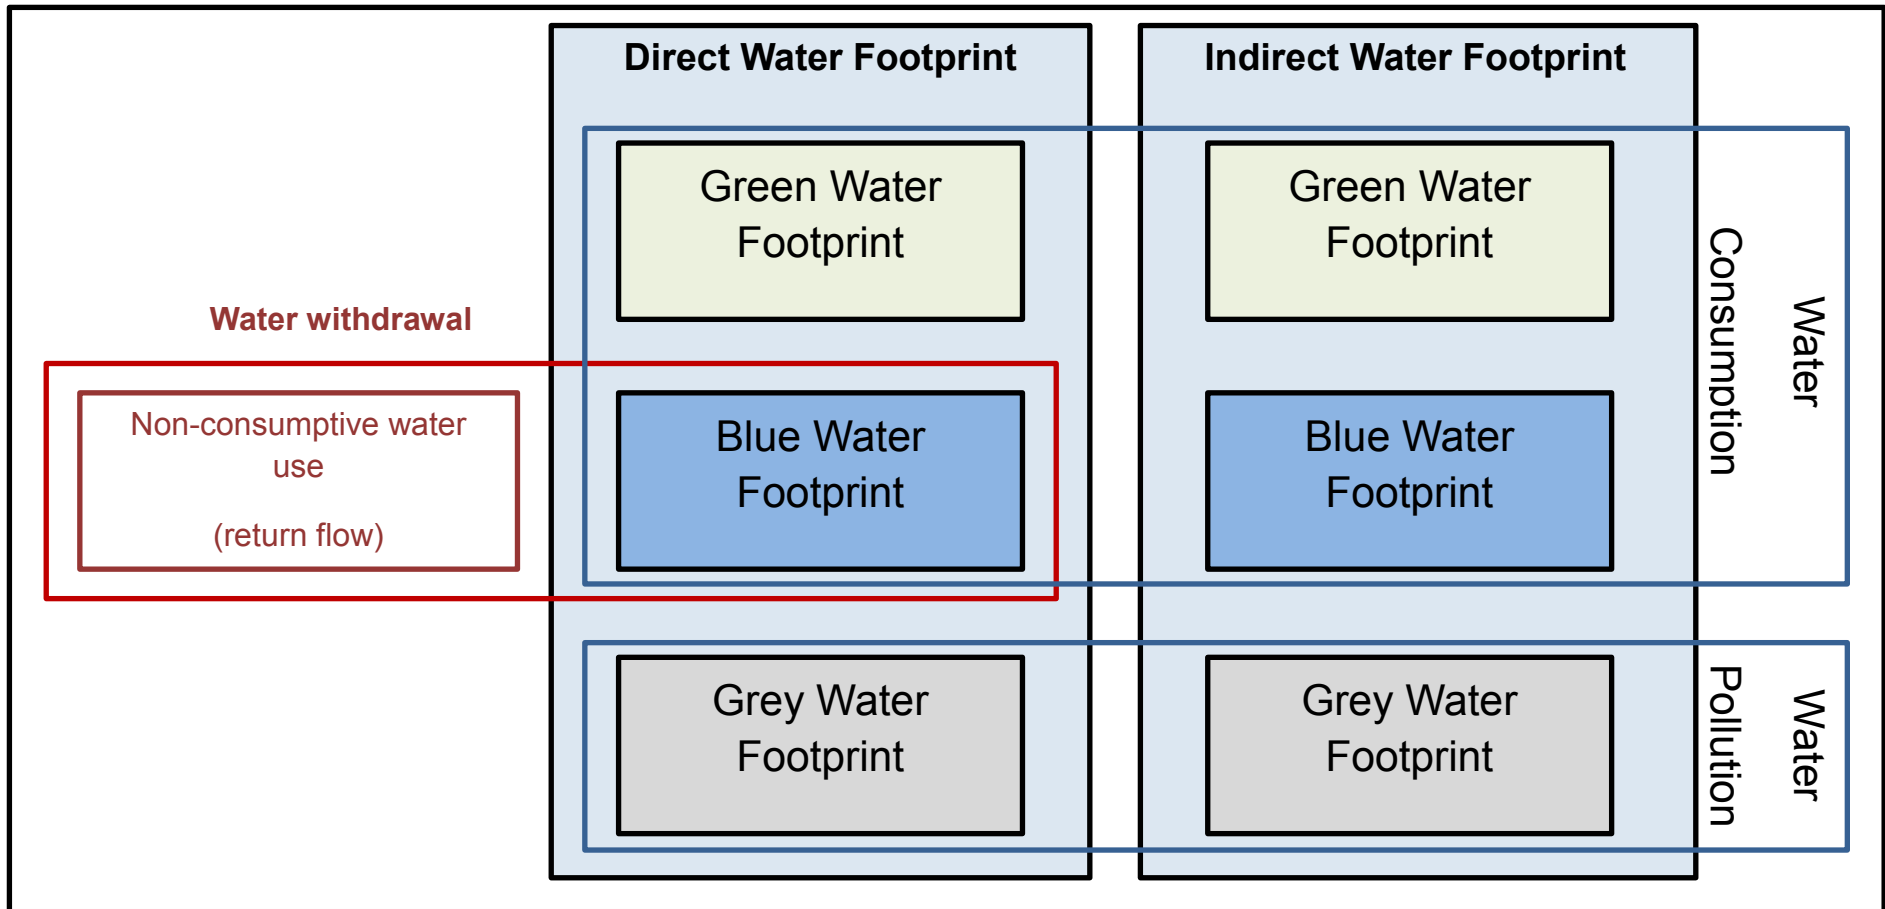 Direct Water Footprint
Indirect Water Footprint
Green Water
Footprint
Green Water
Footprint
Water
Consumption
Water withdrawal
Non-consumptive water
use
(return flow)
Blue Water
Footprint
Blue Water
Footprint
Grey Water
Footprint
Grey Water
Footprint
Water
Pollution